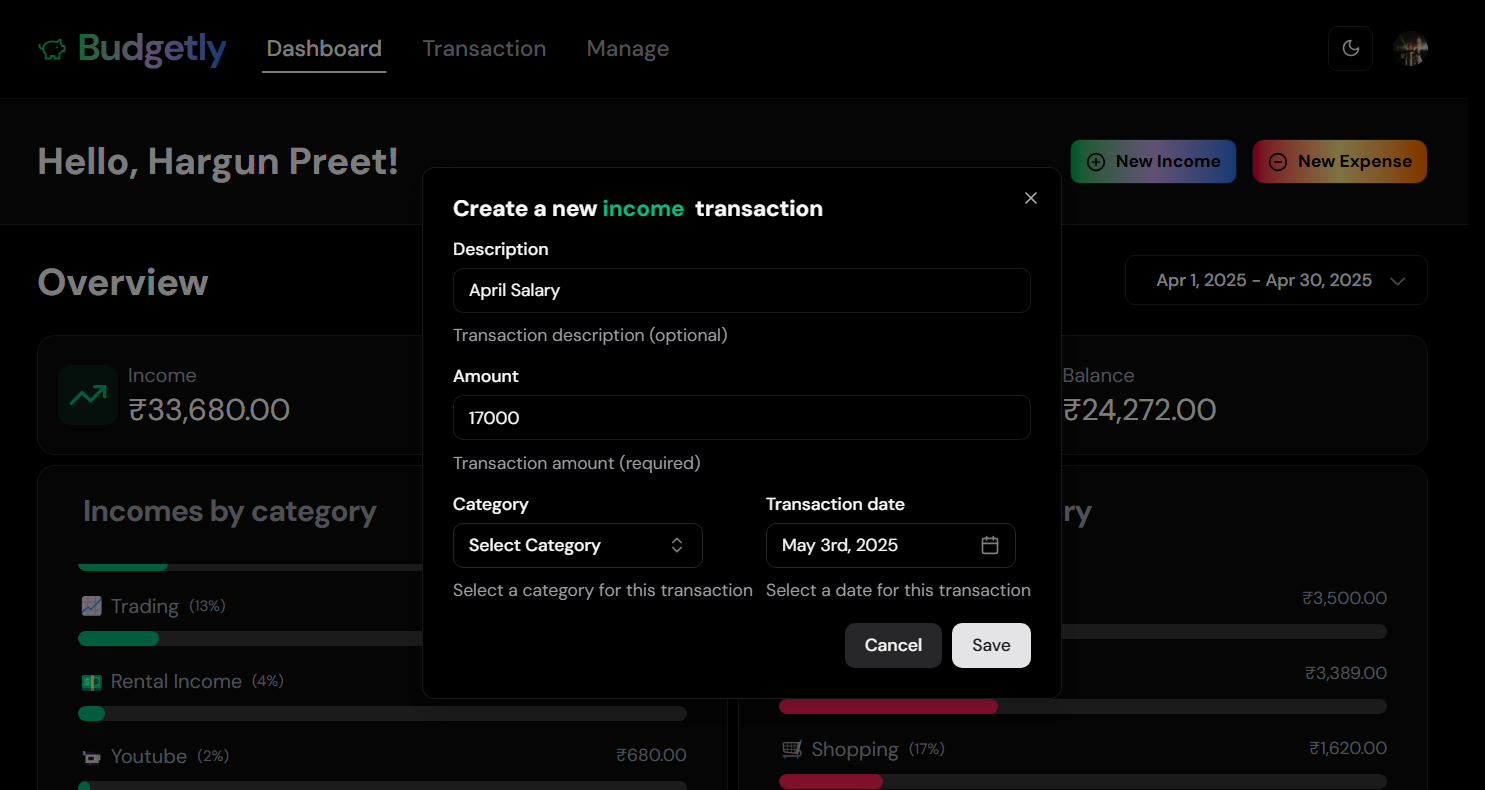 Budgetly Dashboard Transaction Manage
Hello, Hargun Preet!
New Income New Expense
Overview
Apr 1, 2025 - Apr 30, 2025
Income
₹33,680.00
Balance
₹24,272.00
Create a new income transaction
Description
April Salary
Transaction description (optional)
Amount
17000
Transaction amount (required)
Category
Select Category
Select a category for this transaction
Transaction date
May 3rd, 2025
Select a date for this transaction
Cancel Save
Incomes by category
Trading (13%)
Rental Income (4%)
Youtube (2%) ₹680.00
ry
₹3,500.00
₹3,389.00
Shopping (17%) ₹1,620.00